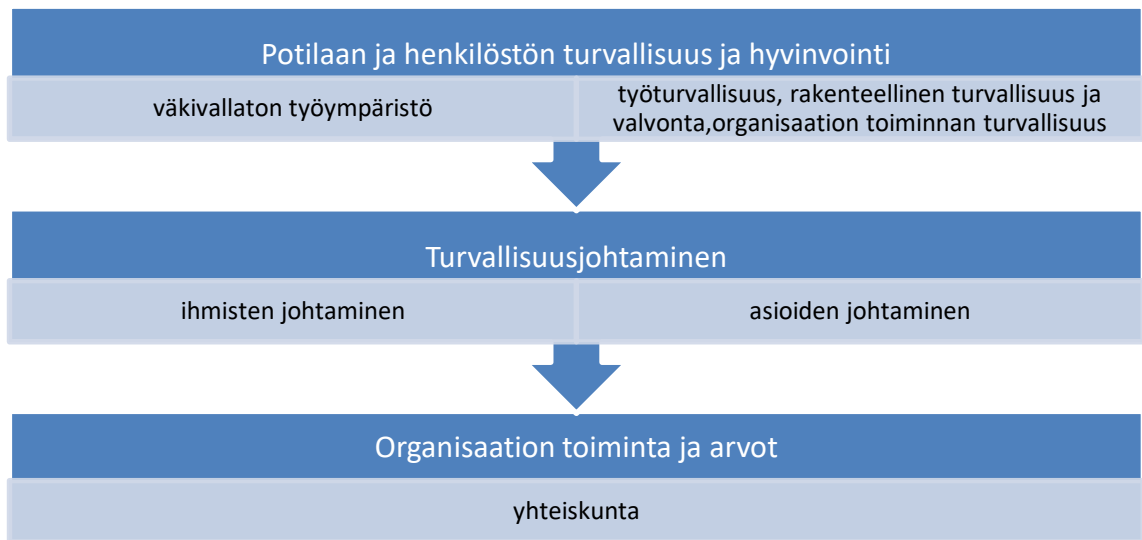 Potilaan ja henkilöstön turvallisuus ja hyvinvointi
väkivallaton työympäristö
työturvallisuus, rakenteellinen turvallisuus ja
valvonta,organisaation toiminnan turvallisuus
Turvallisuusjohtaminen
ihmisten johtaminen
asioiden johtaminen
Organisaation toiminta ja arvot
yhteiskunta